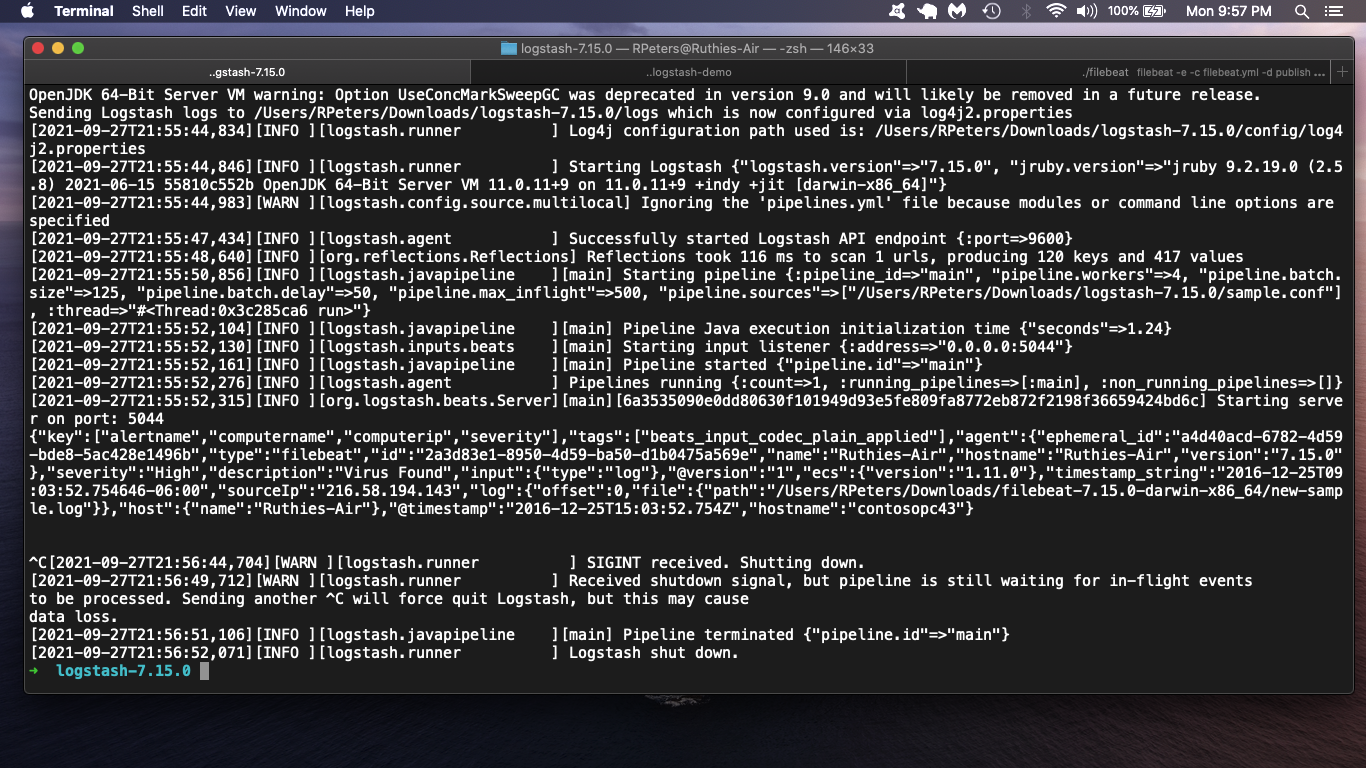 Terminal Shell Edit View Window Help 100% Mon 9:57 PM
logstash-7.15.0 — RPeters@Ruthies-Air — -zsh — 146×33
..gstash-7.15.0 ..logstash-demo ./filebeat filebeat -e -c filebeat.yml -d publish ... +
OpenJDK 64-Bit Server VM warning: Option UseConcMarkSweepGC was deprecated in version 9.0 and will likely be removed in a future release.
Sending Logstash logs to /Users/RPeters/Downloads/logstash-7.15.0/logs which is now configured via log4j2.properties
[2021-09-27T21:55:44,834][INFO ][logstash.runner          ] Log4j configuration path used is: /Users/RPeters/Downloads/logstash-7.15.0/config/log4
j2.properties
[2021-09-27T21:55:44,846][INFO ][logstash.runner          ] Starting Logstash {"logstash.version"=>"7.15.0", "jruby.version"=>"jruby 9.2.19.0 (2.5
.8) 2021-06-15 55810c552b OpenJDK 64-Bit Server VM 11.0.11+9 on 11.0.11+9 +indy +jit [darwin-x86_64]"}
[2021-09-27T21:55:44,983][WARN ][logstash.config.source.multilocal] Ignoring the 'pipelines.yml' file because modules or command line options are
specified
[2021-09-27T21:55:47,434][INFO ][logstash.agent           ] Successfully started Logstash API endpoint {:port=>9600}
[2021-09-27T21:55:48,640][INFO ][org.reflections.Reflections] Reflections took 116 ms to scan 1 urls, producing 120 keys and 417 values
[2021-09-27T21:55:50,856][INFO ][logstash.javapipeline    ][main] Starting pipeline {:pipeline_id=>"main", "pipeline.workers"=>4, "pipeline.batch.
size"=>125, "pipeline.batch.delay"=>50, "pipeline.max_inflight"=>500, "pipeline.sources"=>["/Users/RPeters/Downloads/logstash-7.15.0/sample.conf"]
, :thread=>"#<Thread:0x3c285ca6 run>"}
[2021-09-27T21:55:52,104][INFO ][logstash.javapipeline    ][main] Pipeline Java execution initialization time {"seconds"=>1.24}
[2021-09-27T21:55:52,130][INFO ][logstash.inputs.beats    ][main] Starting input listener {:address=>"0.0.0.0:5044"}
[2021-09-27T21:55:52,161][INFO ][logstash.javapipeline    ][main] Pipeline started {"pipeline.id"=>"main"}
[2021-09-27T21:55:52,276][INFO ][logstash.agent           ] Pipelines running {:count=>1, :running_pipelines=>[:main], :non_running_pipelines=>[]}
[2021-09-27T21:55:52,315][INFO ][org.logstash.beats.Server][main][6a3535090e0dd80630f101949d93e5fe809fa8772eb872f2198f36659424bd6c] Starting serve
r on port: 5044
{"key":["alertname","computername","computerip","severity"],"tags":["beats_input_codec_plain_applied"],"agent":{"ephemeral_id":"a4d40acd-6782-4d59
-bde8-5ac428e1496b","type":"filebeat","id":"2a3d83e1-8950-4d59-ba50-d1b0475a569e","name":"Ruthies-Air","hostname":"Ruthies-Air","version":"7.15.0"
},"severity":"High","description":"Virus Found","input":{"type":"log"},"@version":"1","ecs":{"version":"1.11.0"},"timestamp_string":"2016-12-25T09
:03:52.754646-06:00","sourceIp":"216.58.194.143","log":{"offset":0,"file":{"path":"/Users/RPeters/Downloads/filebeat-7.15.0-darwin-x86_64/new-samp
le.log"}},"host":{"name":"Ruthies-Air"},"@timestamp":"2016-12-25T15:03:52.754Z","hostname":"contosopc43"}
^C[2021-09-27T21:56:44,704][WARN ][logstash.runner          ] SIGINT received. Shutting down.
[2021-09-27T21:56:49,712][WARN ][logstash.runner          ] Received shutdown signal, but pipeline is still waiting for in-flight events
to be processed. Sending another ^C will force quit Logstash, but this may cause
data loss.
[2021-09-27T21:56:51,106][INFO ][logstash.javapipeline    ][main] Pipeline terminated {"pipeline.id"=>"main"}
[2021-09-27T21:56:52,071][INFO ][logstash.runner          ] Logstash shut down.
➜ logstash-7.15.0